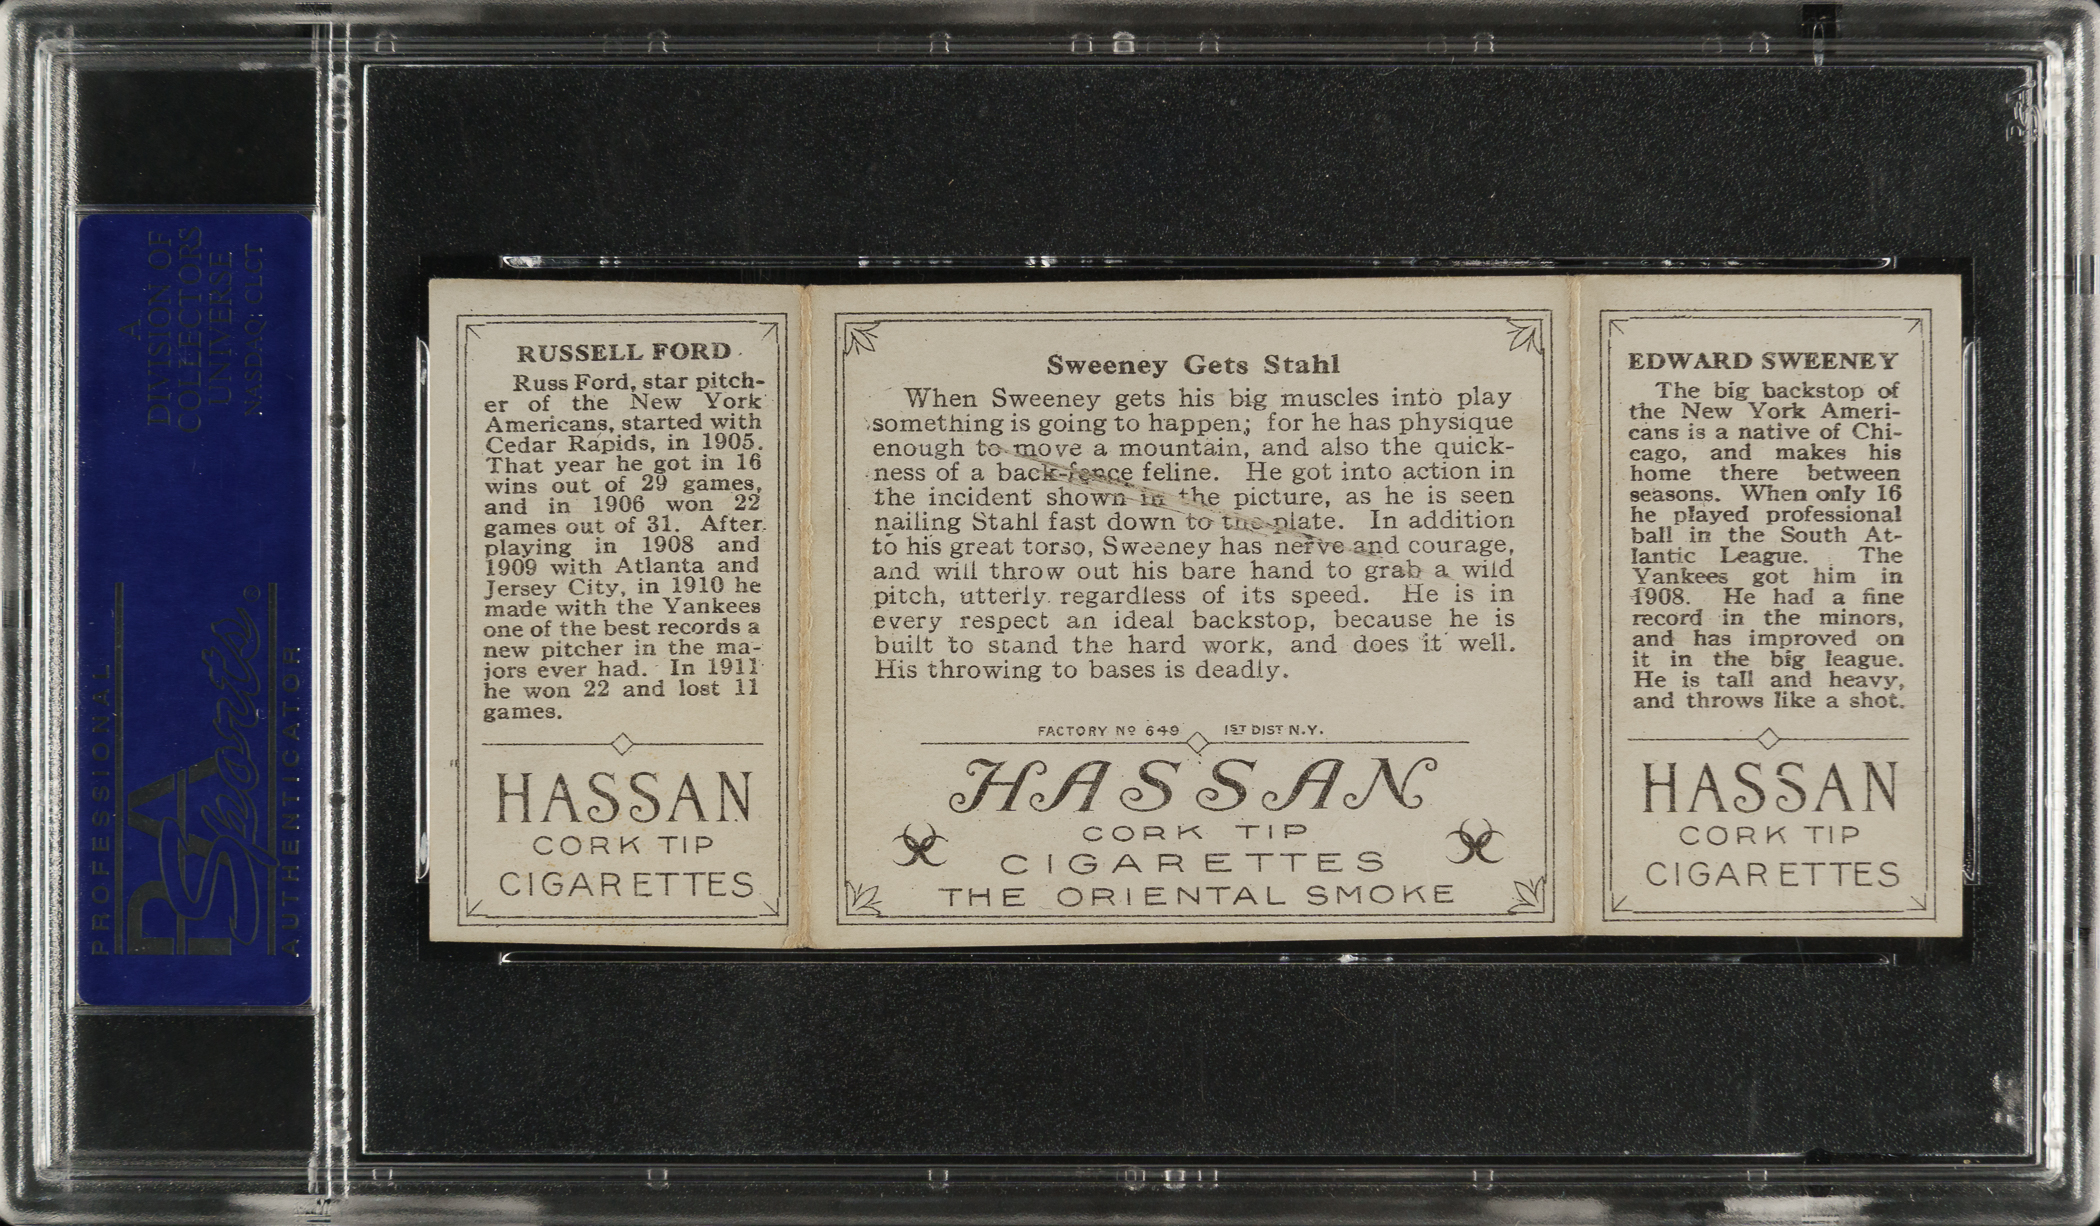 A
DIVISION OF
COLLECTORS
UNIVERSE
NASDAQ: CLCT
PROFESSIONAL
PSA
Sports®
AUTHENTICATOR
RUSSELL FORD
Russ Ford, star pitch-
er of the New York
Americans, started with
Cedar Rapids, in 1905.
That year he got in 16
wins out of 29 games,
and in 1906 won 22
games out of 31. After
playing in 1908 and
1909 with Atlanta and
Jersey City, in 1910 he
made with the Yankees
one of the best records a
new pitcher in the ma-
jors ever had. In 1911
he won 22 and lost 11
games.
HASSAN
CORK TIP
CIGARETTES
Sweeney Gets Stahl
When Sweeney gets his big muscles into play
something is going to happen; for he has physique
enough to move a mountain, and also the quick-
ness of a back-fence feline. He got into action in
the incident shown in the picture, as he is seen
nailing Stahl fast down to the plate. In addition
to his great torso, Sweeney has nerve and courage,
and will throw out his bare hand to grab a wild
pitch, utterly regardless of its speed. He is in
every respect an ideal backstop, because he is
built to stand the hard work, and does it well.
His throwing to bases is deadly.
FACTORY Nº 649 1ST DIST N.Y.
HASSAN
CORK TIP
CIGARETTES
THE ORIENTAL SMOKE
EDWARD SWEENEY
The big backstop of
the New York Ameri-
cans is a native of Chi-
cago, and makes his
home there between
seasons. When only 16
he played professional
ball in the South At-
lantic League. The
Yankees got him in
1908. He had a fine
record in the minors,
and has improved on
it in the big league.
He is tall and heavy,
and throws like a shot.
HASSAN
CORK TIP
CIGARETTES